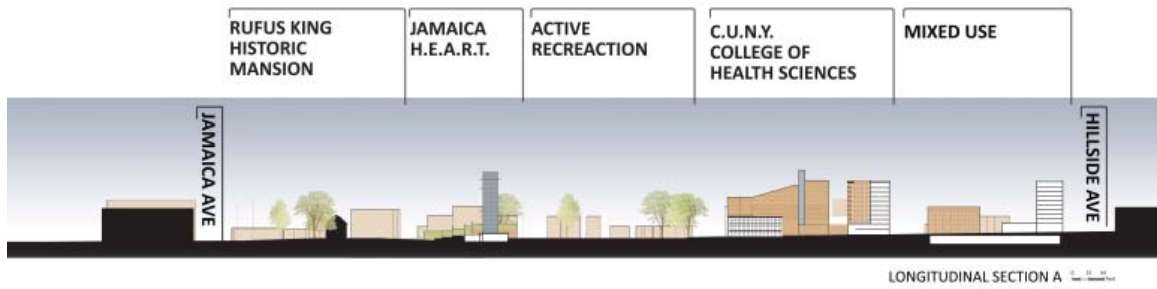 RUFUS KING
HISTORIC
MANSION
JAMAICA
H.E.A.R.T.
ACTIVE
RECREACTION
C.U.N.Y.
COLLEGE OF
HEALTH SCIENCES
MIXED USE
JAMAICA AVE
HILLSIDE AVE
LONGITUDINAL SECTION A